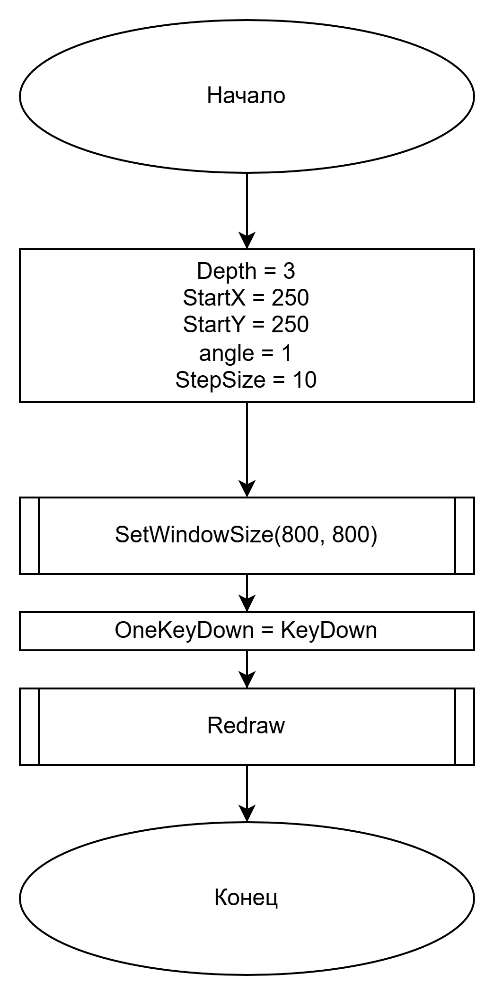 Начало
Depth = 3
StartX = 250
StartY = 250
angle = 1
StepSize = 10
SetWindowSize(800, 800)
OneKeyDown = KeyDown
Redraw
Конец